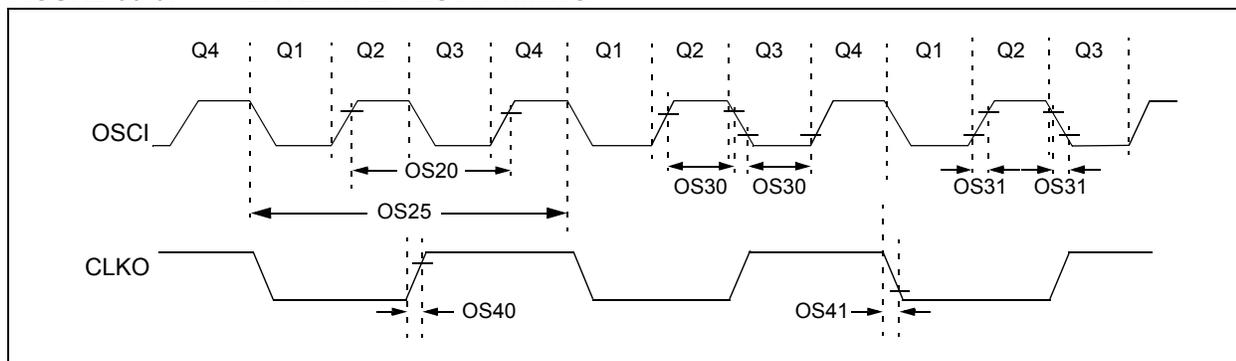 Q4 Q1 Q2 Q3 Q4 Q1 Q2 Q3 Q4 Q1 Q2 Q3
OSCI
OS20
OS30 OS30
OS31 OS31
OS25
CLKO
OS40
OS41